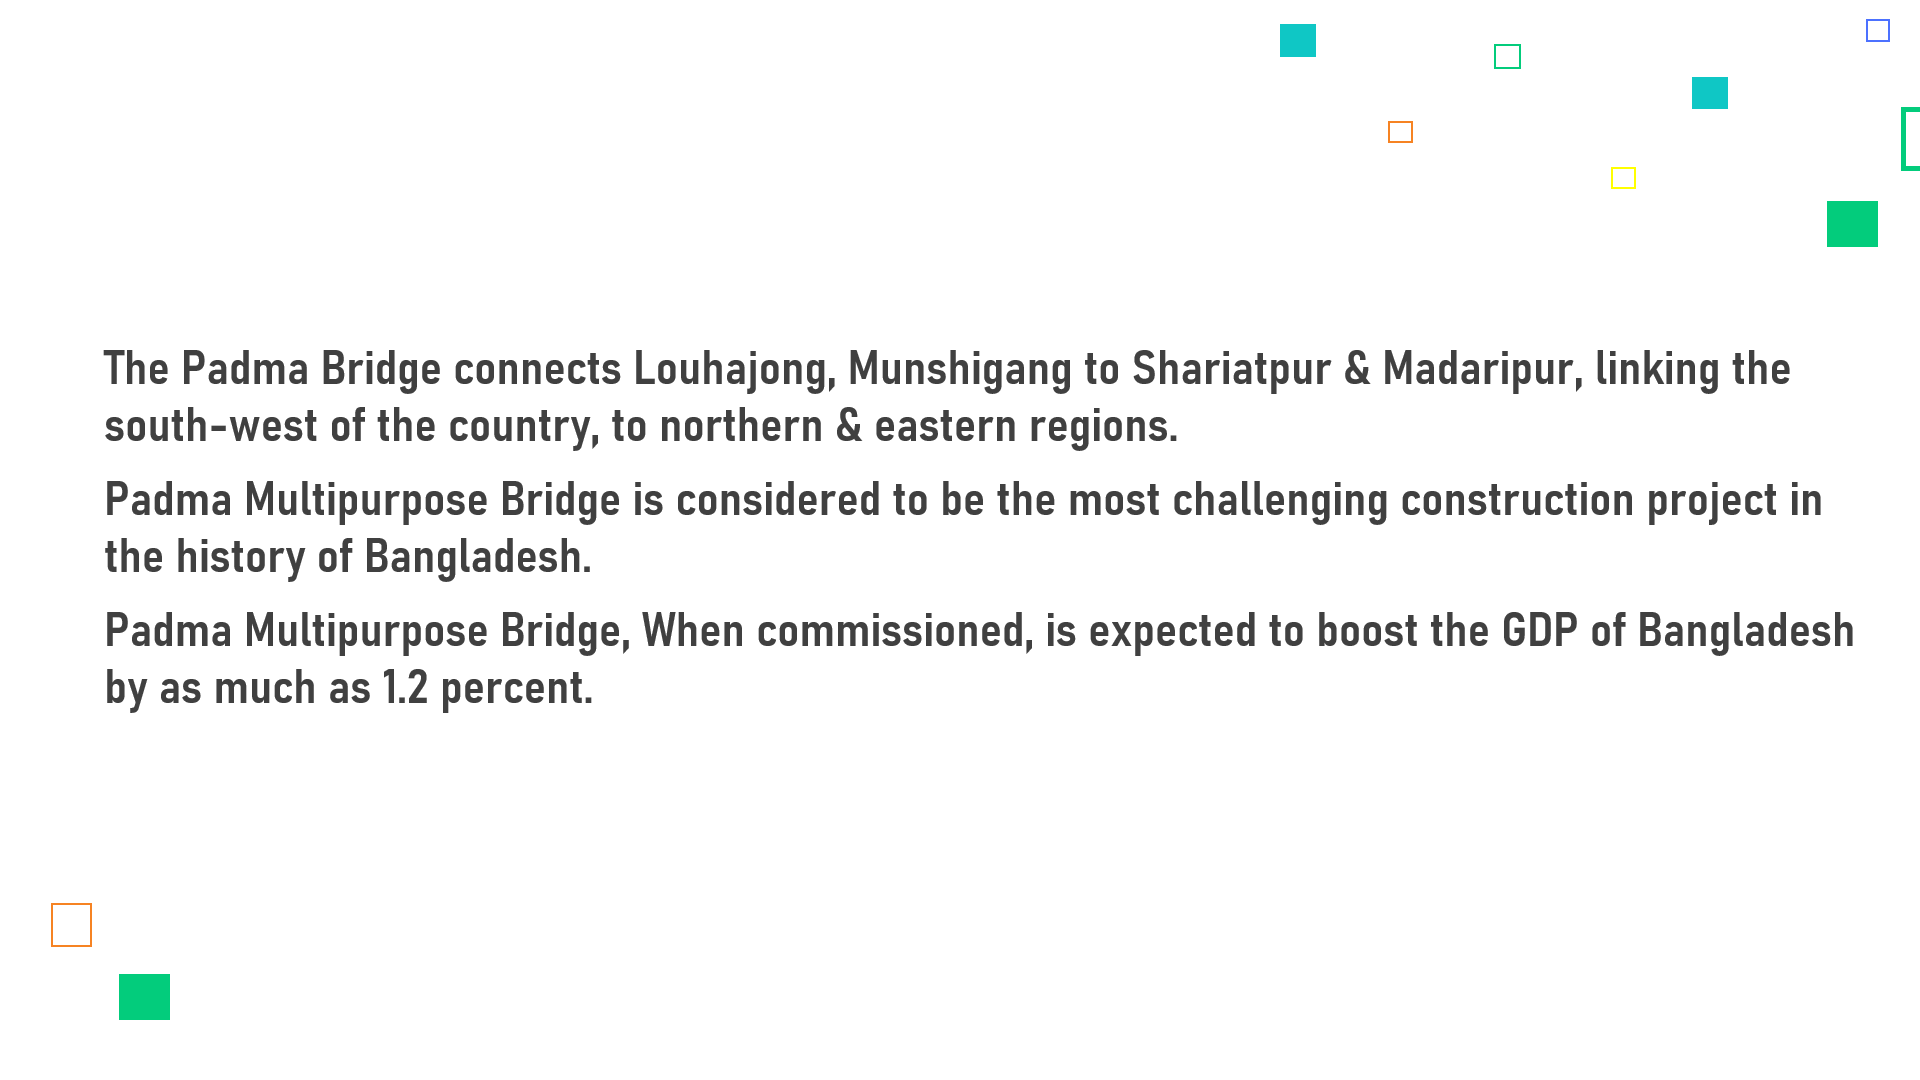 The Padma Bridge connects Louhajong, Munshigang to Shariatpur & Madaripur, linking the
south-west of the country, to northern & eastern regions.
Padma Multipurpose Bridge is considered to be the most challenging construction project in
the history of Bangladesh.
Padma Multipurpose Bridge, When commissioned, is expected to boost the GDP of Bangladesh
by as much as 1.2 percent.